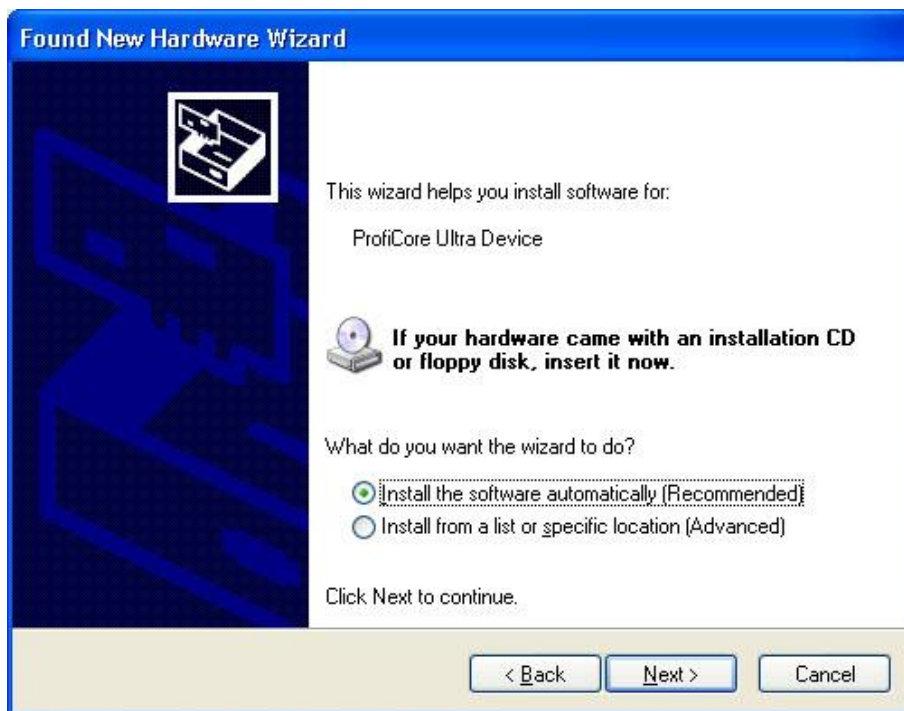 Found New Hardware Wizard
This wizard helps you install software for:
ProfiCore Ultra Device
If your hardware came with an installation CD
or floppy disk, insert it now.
What do you want the wizard to do?
Install the software automatically (Recommended)
Install from a list or specific location (Advanced)
Click Next to continue.
< Back Next > Cancel